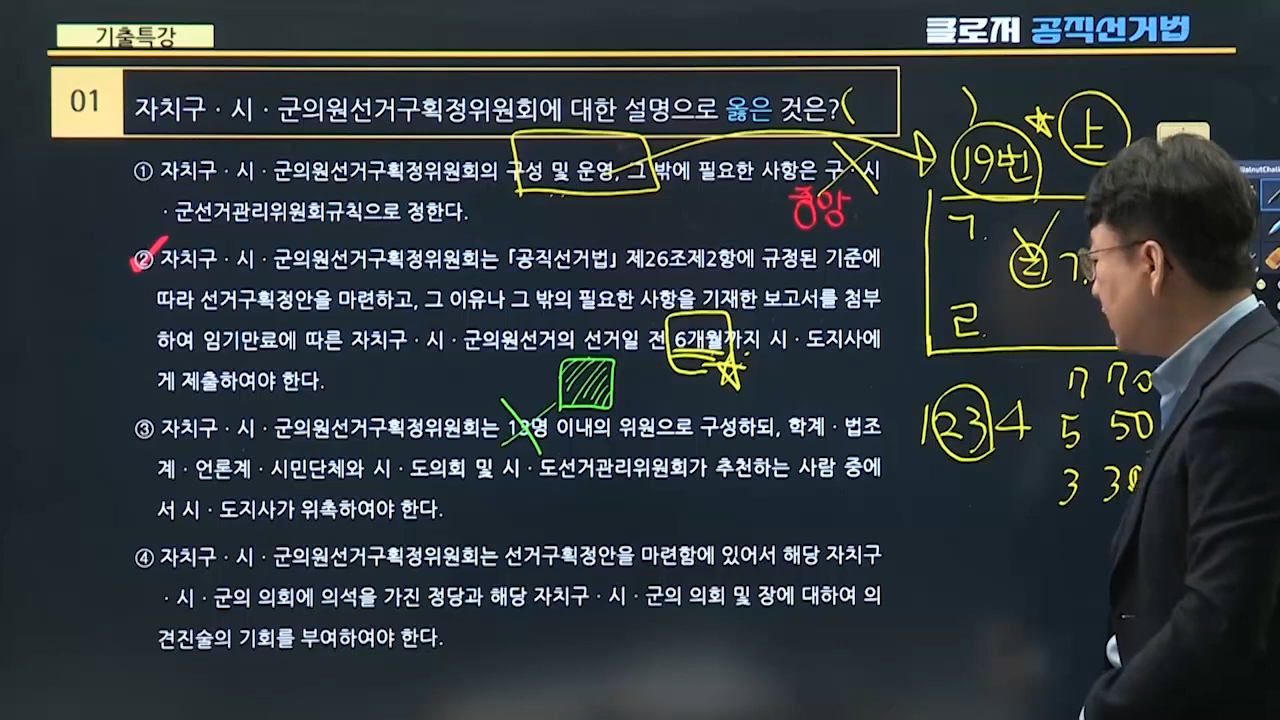 기출특강
클로저 공직선거법
01
자치구·시·군의원선거구획정위원회에 대한 설명으로 옳은 것은?( )
① 자치구·시·군의원선거구획정위원회의 구성 및 운영, 그 밖에 필요한 사항은 구·시
·군선거관리위원회규칙으로 정한다.
중앙
② 자치구·시·군의원선거구획정위원회는 「공직선거법」 제26조제2항에 규정된 기준에
따라 선거구획정안을 마련하고, 그 이유나 그 밖의 필요한 사항을 기재한 보고서를 첨부
하여 임기만료에 따른 자치구·시·군의원선거의 선거일 전 6개월까지 시·도지사에
게 제출하여야 한다.
③ 자치구·시·군의원선거구획정위원회는 13명 이내의 위원으로 구성하되, 학계·법조
계·언론계·시민단체와 시·도의회 및 시·도선거관리위원회가 추천하는 사람 중에
서 시·도지사가 위촉하여야 한다.
④ 자치구·시·군의원선거구획정위원회는 선거구획정안을 마련함에 있어서 해당 자치구
·시·군의 의회에 의석을 가진 정당과 해당 자치구·시·군의 의회 및 장에 대하여 의
견진술의 기회를 부여하여야 한다.
19번
上
ㄱ.
ㄹ.
1 2 3 4
7 70
5 50
3